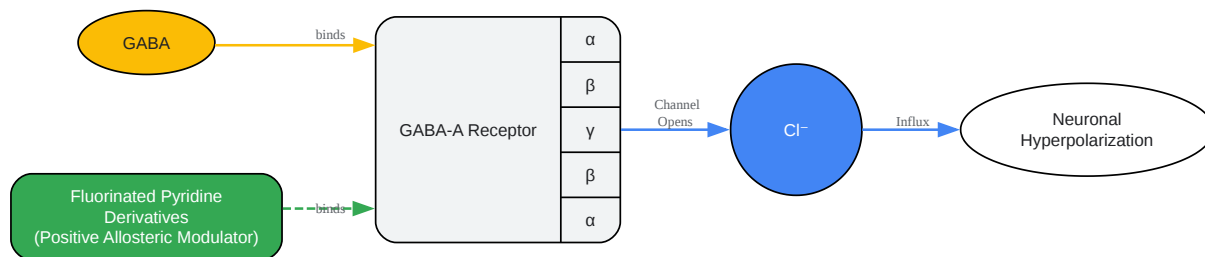 GABA
binds
Fluorinated Pyridine
Derivatives
(Positive Allosteric Modulator)
binds
GABA-A Receptor
α
β
γ
β
α
Channel
Opens
Cl⁻
Influx
Neuronal
Hyperpolarization